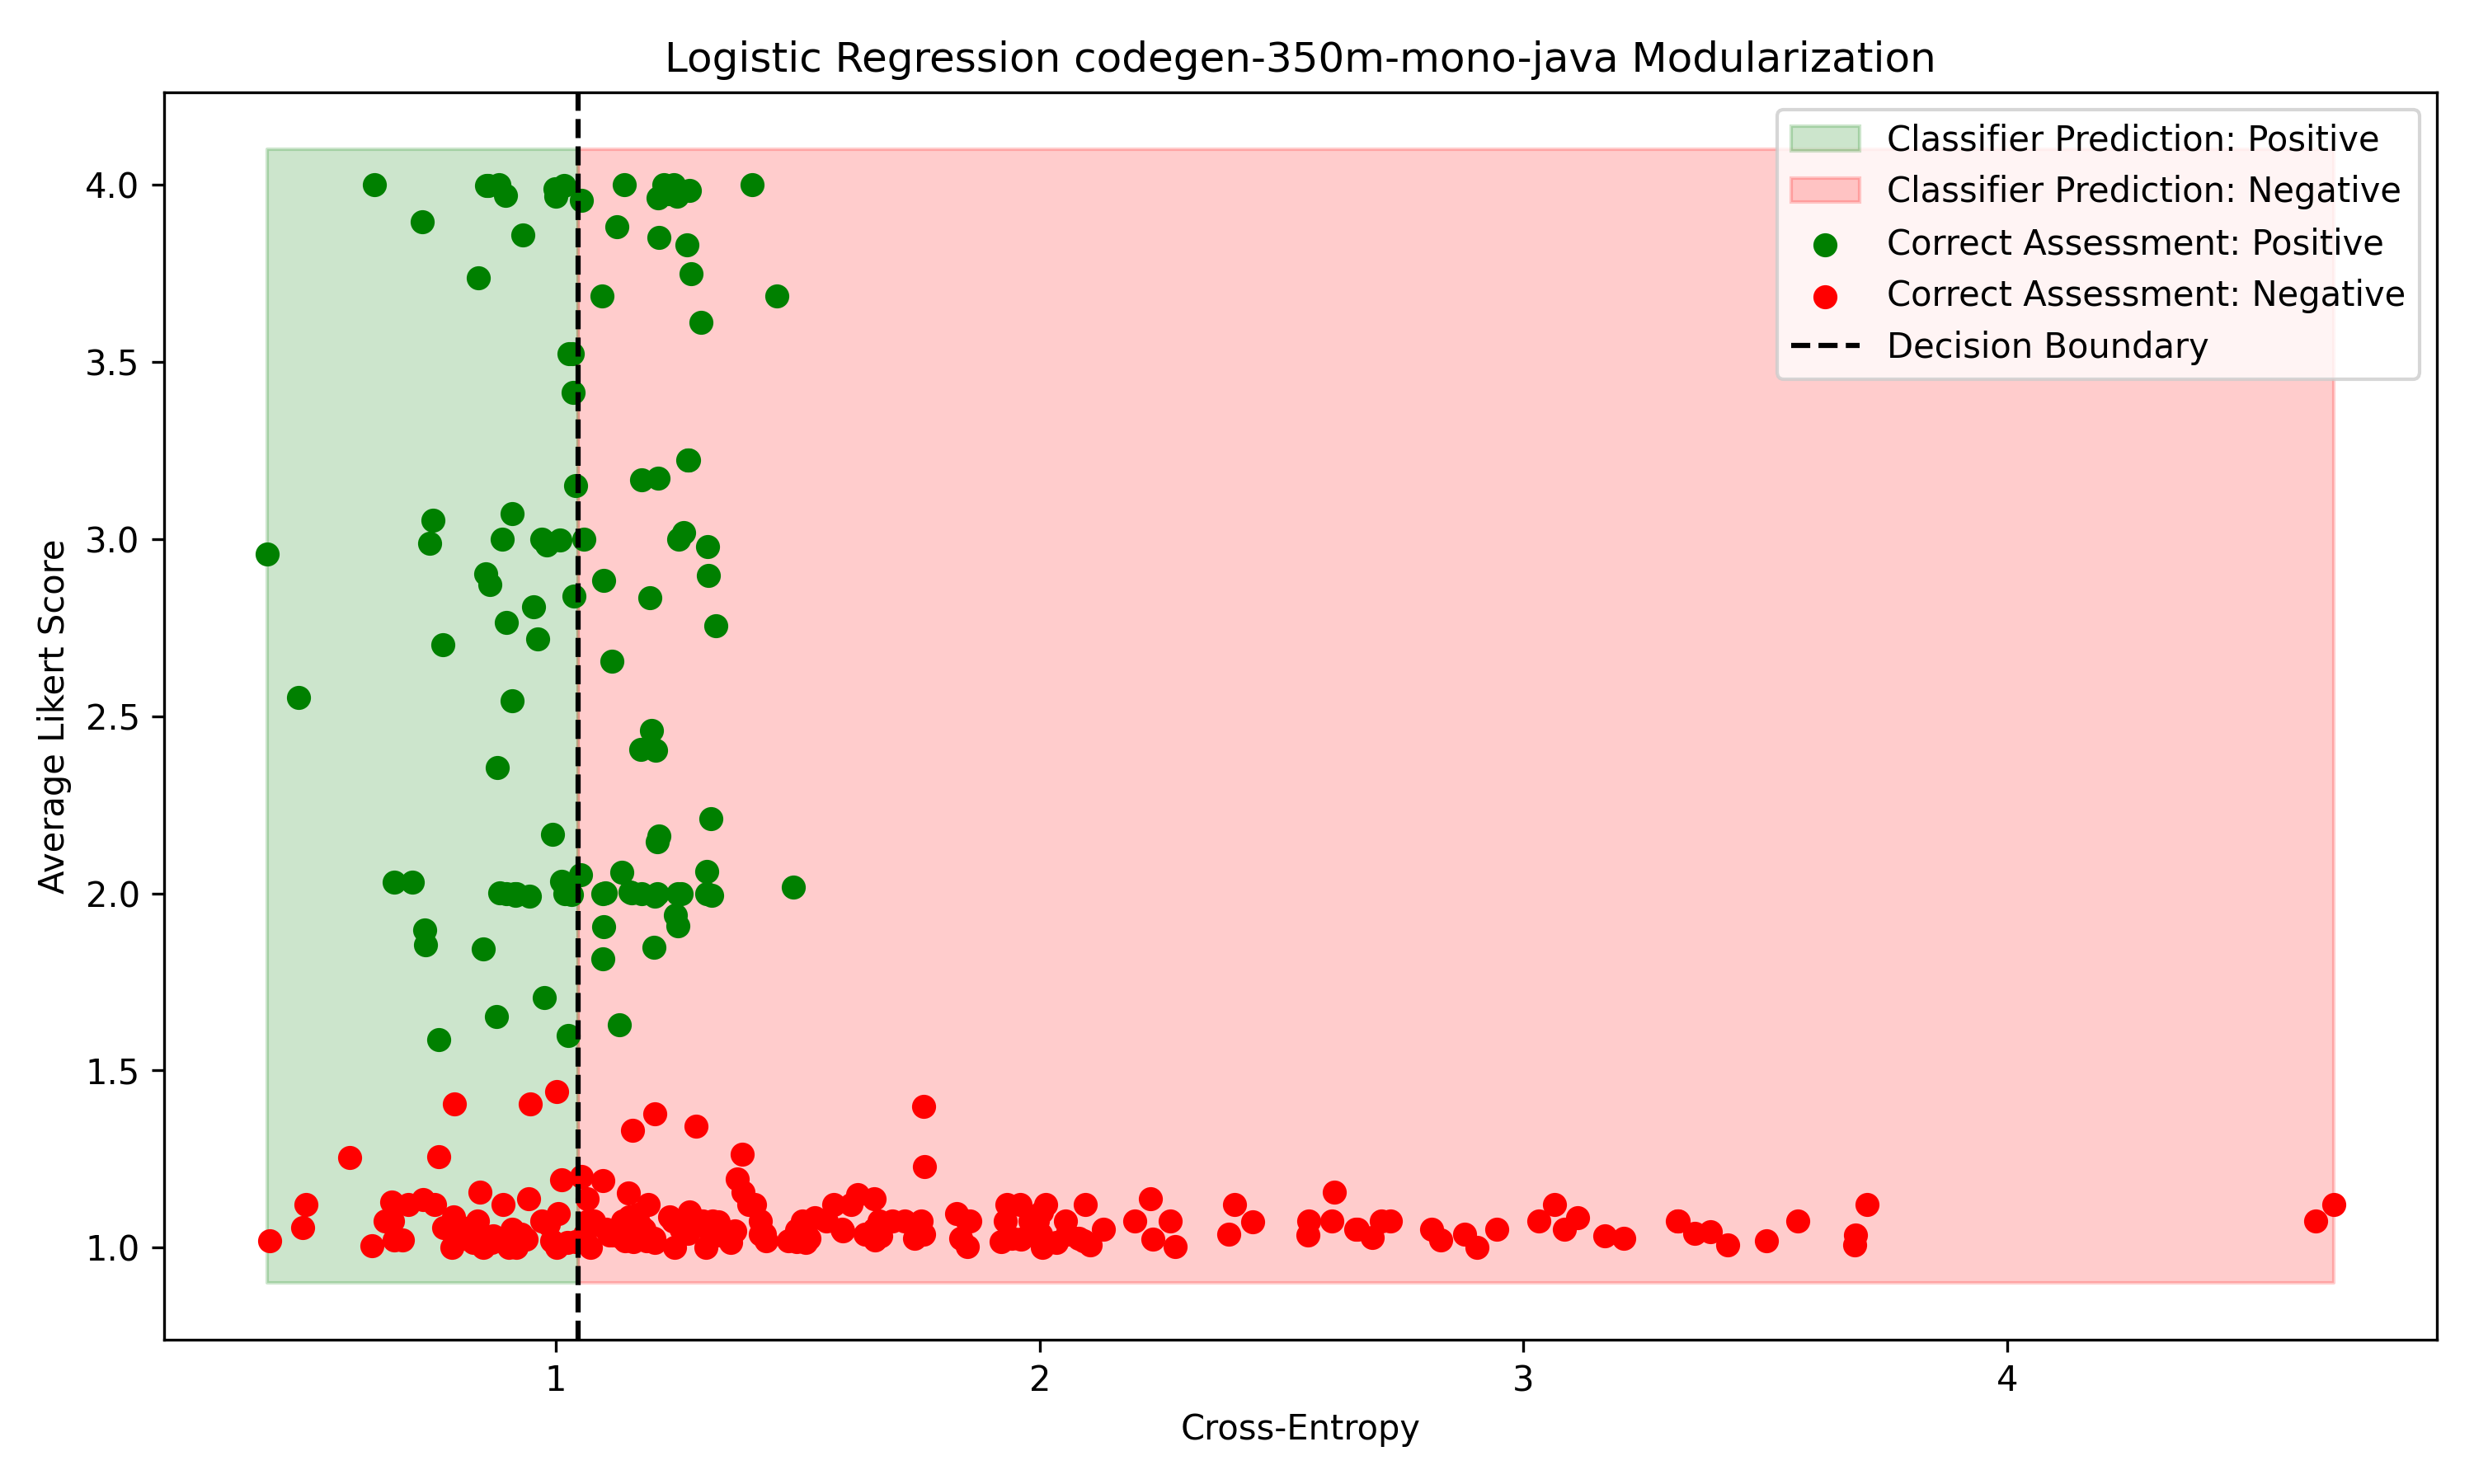 Logistic Regression codegen-350m-mono-java Modularization
Classifier Prediction: Positive
Classifier Prediction: Negative
Correct Assessment: Positive
Correct Assessment: Negative
Decision Boundary
Average Likert Score
4.0
3.5
3.0
2.5
2.0
1.5
1.0
1
2
3
4
Cross-Entropy